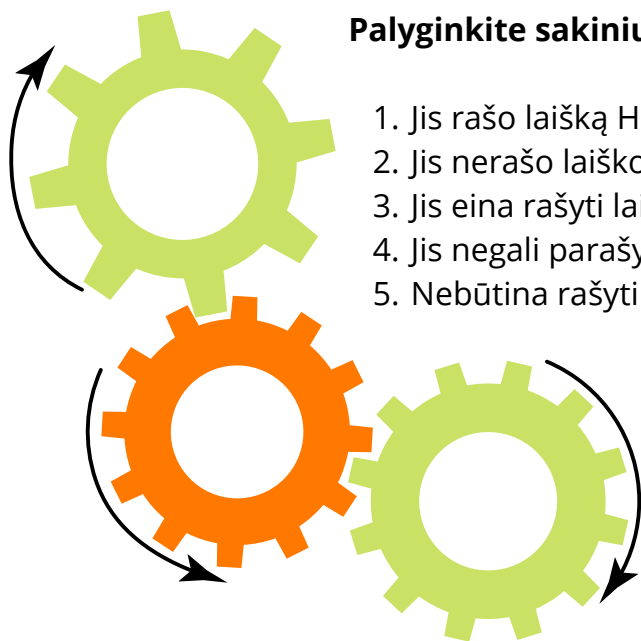 Palyginkite sakiniu
1. Jis rašo laišką H
2. Jis nerašo laiško
3. Jis eina rašyti lai
4. Jis negali parašy
5. Nebūtina rašyti